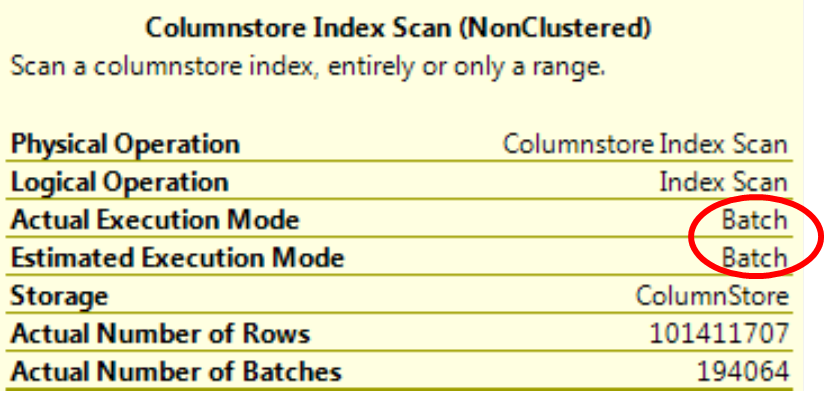 Columnstore Index Scan (NonClustered)
Scan a columnstore index, entirely or only a range.
Physical Operation Columnstore Index Scan
Logical Operation Index Scan
Actual Execution Mode Batch
Estimated Execution Mode Batch
Storage ColumnStore
Actual Number of Rows 101411707
Actual Number of Batches 194064